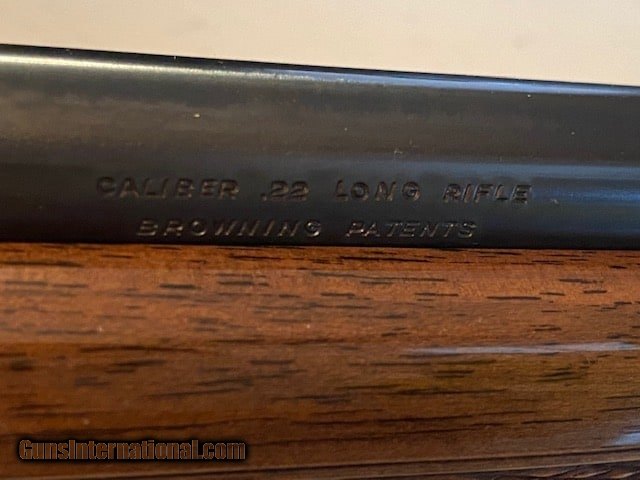 CALIBER .22 LONG RIFLE
BROWNING PATENTS
GunsInternational.com